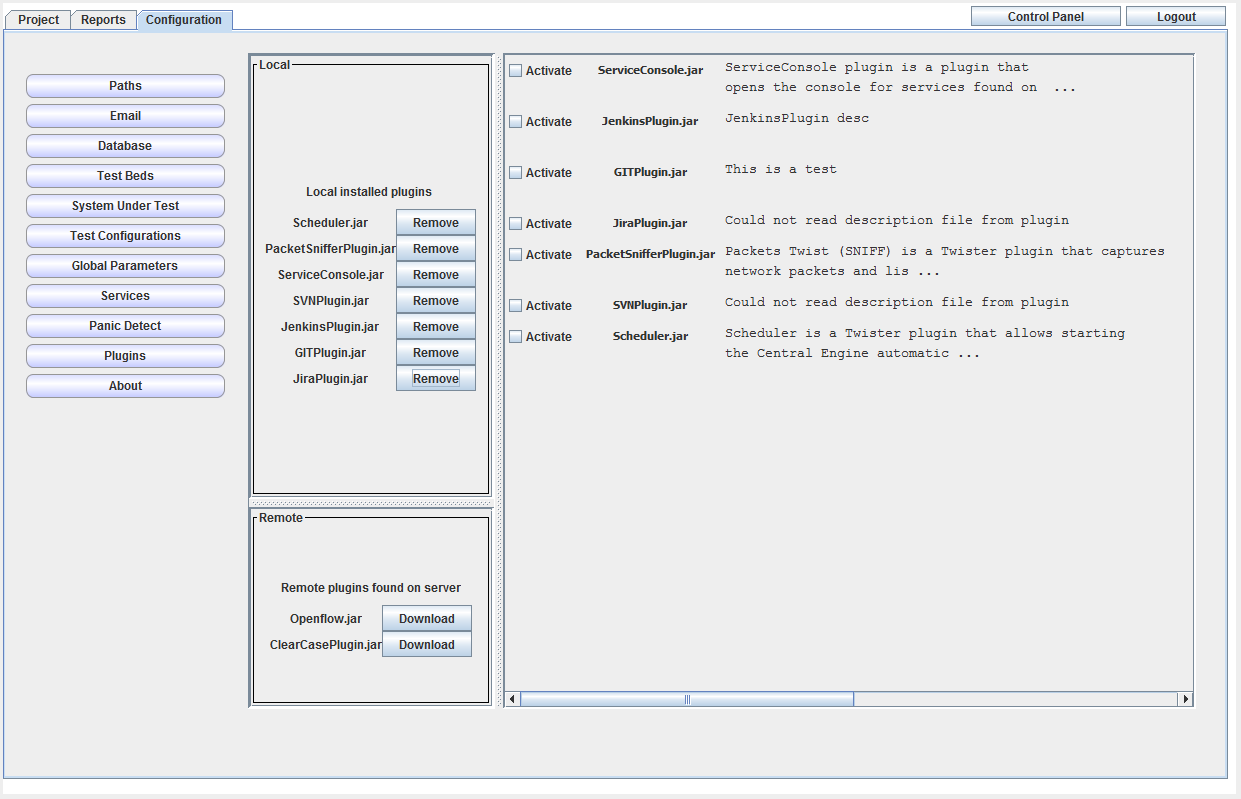 Project Reports Configuration Control Panel Logout
Paths
Email
Database
Test Beds
System Under Test
Test Configurations
Global Parameters
Services
Panic Detect
Plugins
About
Local
Local installed plugins
Scheduler.jar Remove
PacketSnifferPlugin.jar Remove
ServiceConsole.jar Remove
SVNPlugin.jar Remove
JenkinsPlugin.jar Remove
GITPlugin.jar Remove
JiraPlugin.jar Remove
Remote
Remote plugins found on server
Openflow.jar Download
ClearCasePlugin.jar Download
Activate ServiceConsole.jar ServiceConsole plugin is a plugin that
opens the console for services found on ...
Activate JenkinsPlugin.jar JenkinsPlugin desc
Activate GITPlugin.jar This is a test
Activate JiraPlugin.jar Could not read description file from plugin
Activate PacketSnifferPlugin.jar Packets Twist (SNIFF) is a Twister plugin that captures
network packets and lis ...
Activate SVNPlugin.jar Could not read description file from plugin
Activate Scheduler.jar Scheduler is a Twister plugin that allows starting
the Central Engine automatic ...